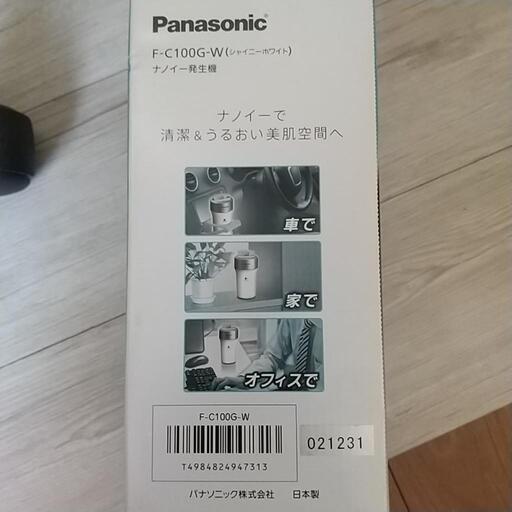 Panasonic
F-C100G-W(シャイニーホワイト)
ナノイー発生機
ナノイーで
清潔&うるおい美肌空間へ
車で
家で
オフィスで
F-C100G-W
T4984824947313
021231
パナソニック株式会社 日本製